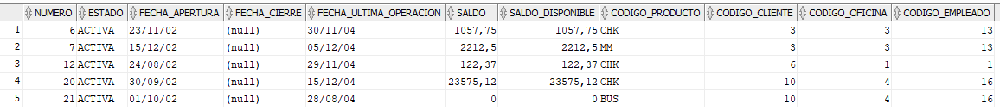 NUMERO ESTADO FECHA_APERTURA FECHA_CIERRE FECHA_ULTIMA_OPERACION SALDO SALDO_DISPONIBLE CODIGO_PRODUCTO CODIGO_CLIENTE CODIGO_OFICINA CODIGO_EMPLEADO
1 6 ACTIVA 23/11/02 (null) 30/11/04 1057,75 1057,75 CHK 3 3 13
2 7 ACTIVA 15/12/02 (null) 05/12/04 2212,5 2212,5 MM 3 3 13
3 12 ACTIVA 24/08/02 (null) 29/11/04 122,37 122,37 CHK 6 1 1
4 20 ACTIVA 30/09/02 (null) 15/12/04 23575,12 23575,12 CHK 10 4 16
5 21 ACTIVA 01/10/02 (null) 28/08/04 0 0 BUS 10 4 16